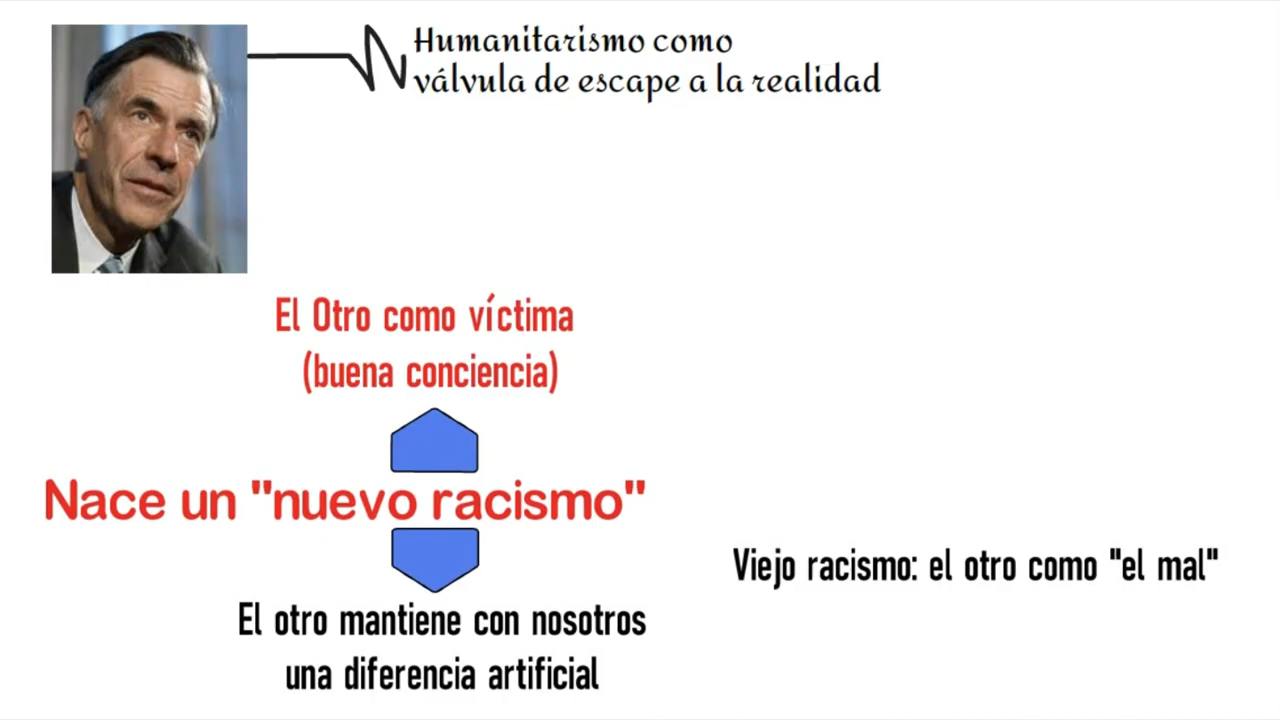 Humanitarismo como
válvula de escape a la realidad
El Otro como víctima
(buena conciencia)
Nace un "nuevo racismo"
Viejo racismo: el otro como "el mal"
El otro mantiene con nosotros
una diferencia artificial